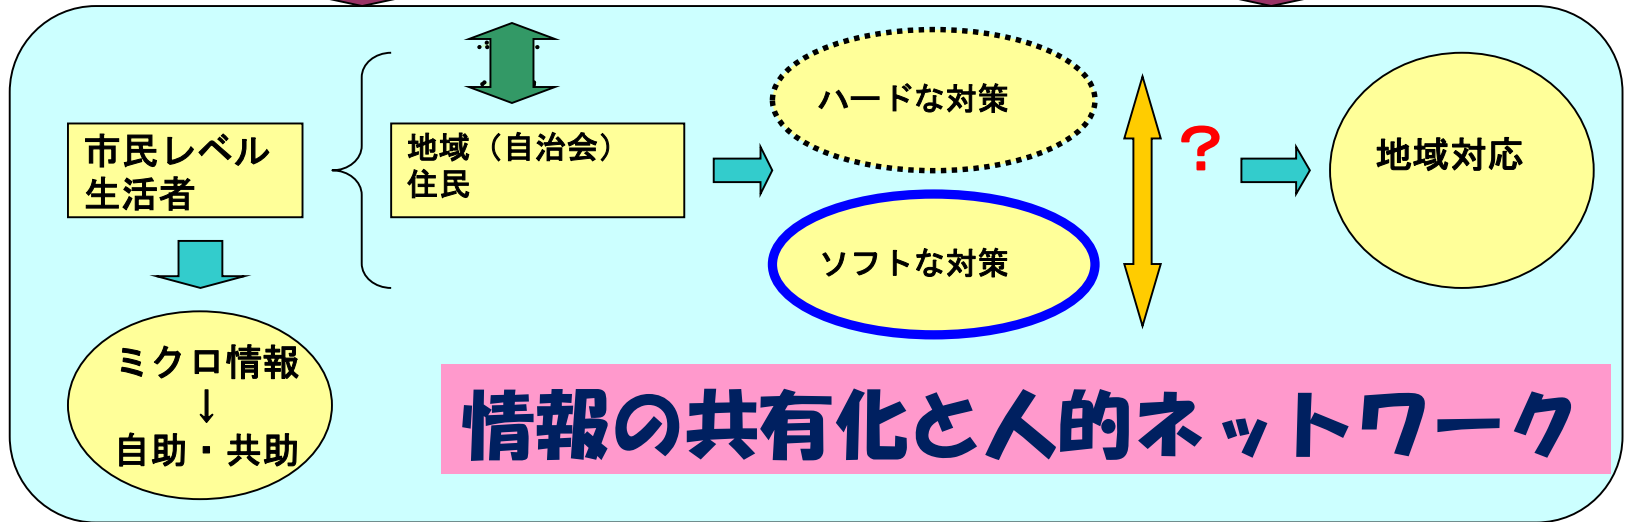 市民レベル
生活者
地域（自治会）
住民
ハードな対策
ソフトな対策
？
地域対応
ミクロ情報
↓
自助・共助
情報の共有化と人的ネットワーク